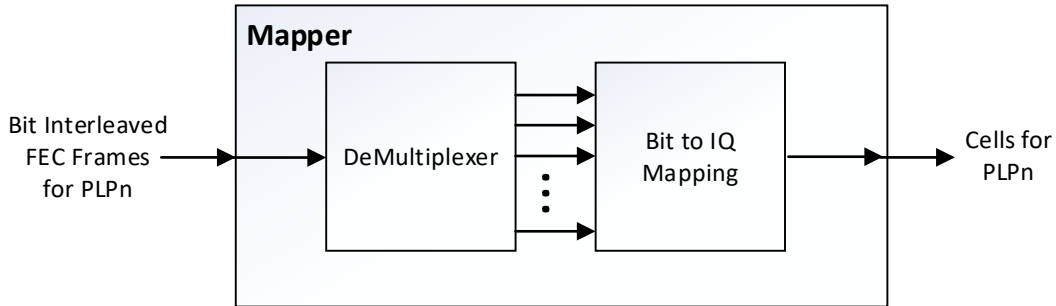 Mapper
Bit Interleaved
FEC Frames
for PLPn
DeMultiplexer
Bit to IQ
Mapping
Cells for
PLPn